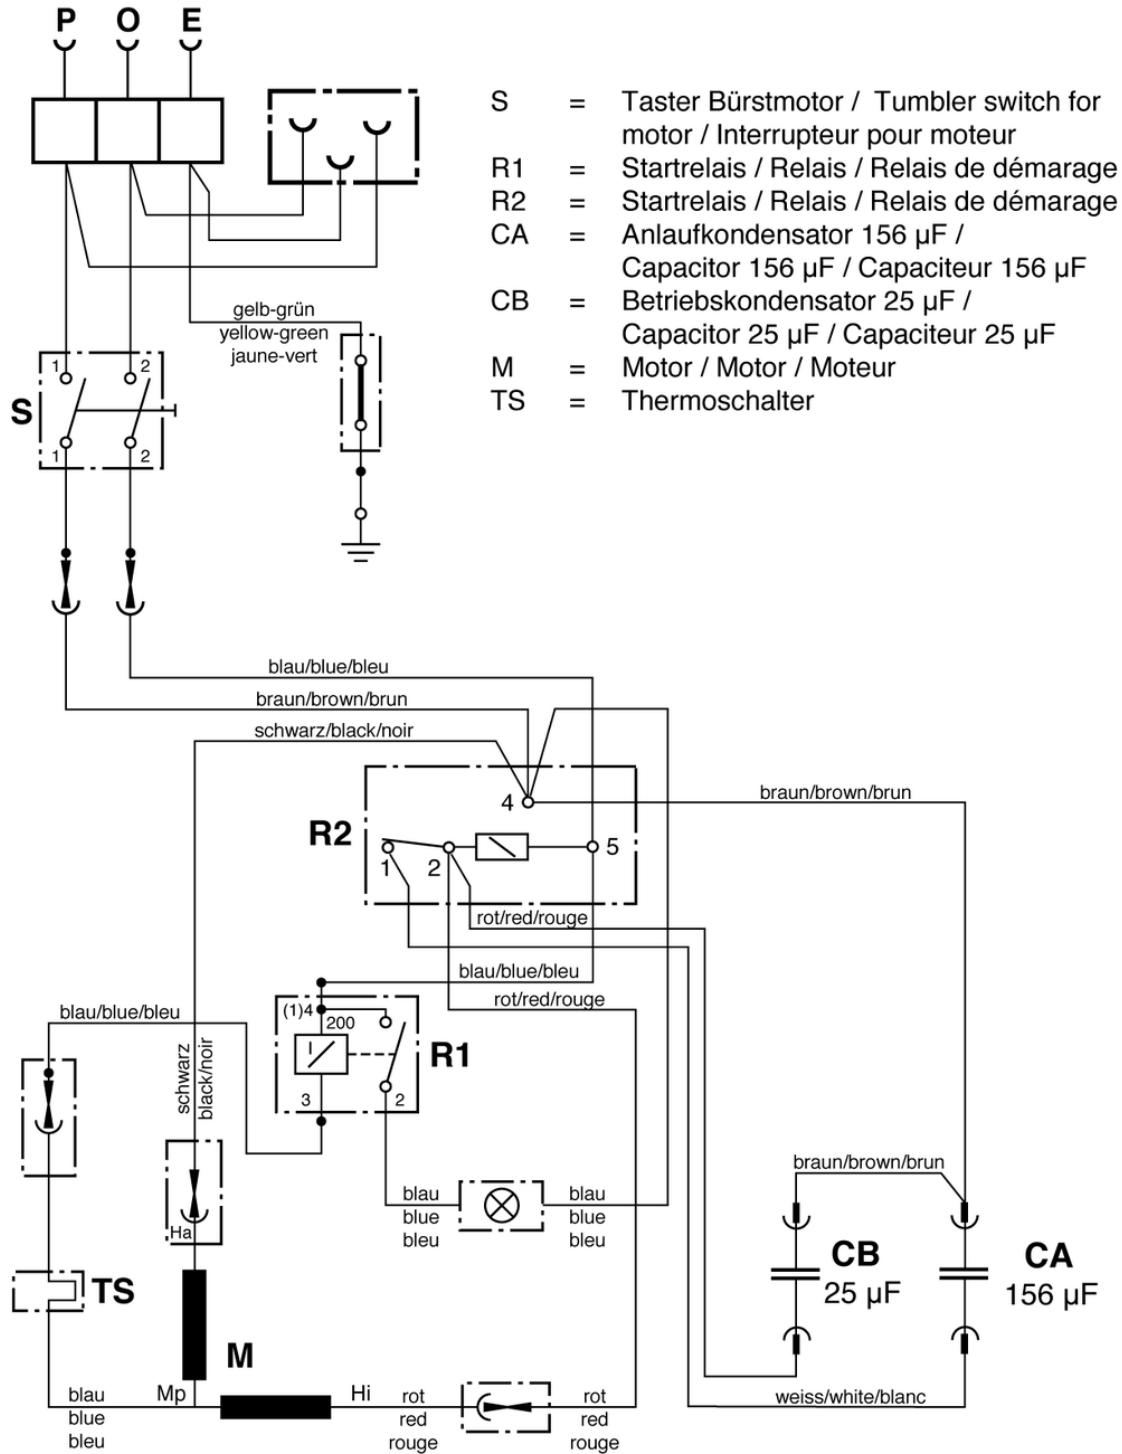 P O E
S = Taster Bürstmotor / Tumbler switch for
motor / Interrupteur pour moteur
R1 = Startrelais / Relais / Relais de démarage
R2 = Startrelais / Relais / Relais de démarage
CA = Anlaufkondensator 156 µF /
Capacitor 156 µF / Capaciteur 156 µF
CB = Betriebskondensator 25 µF /
Capacitor 25 µF / Capaciteur 25 µF
M = Motor / Motor / Moteur
TS = Thermoschalter
gelb-grün
yellow-green
jaune-vert
1 2
S
1 2
blau/blue/bleu
braun/brown/brun
schwarz/black/noir
4
braun/brown/brun
R2
5
1 2
rot/red/rouge
blau/blue/bleu
rot/red/rouge
blau/blue/bleu
(1)4
200
I
R1
3 2
schwarz
black/noir
Ha
blau
blue
bleu
blau
blue
bleu
braun/brown/brun
CB
25 µF
CA
156 µF
TS
M
Mp
Hi
blau
blue
bleu
rot
red
rouge
rot
red
rouge
weiss/white/blanc